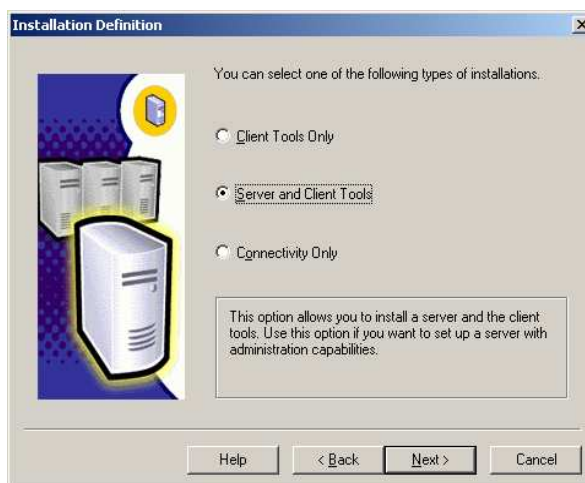 Installation Definition
You can select one of the following types of installations.
Client Tools Only
Server and Client Tools
Connectivity Only
This option allows you to install a server and the client
tools. Use this option if you want to set up a server with
administration capabilities.
Help
< Back
Next >
Cancel